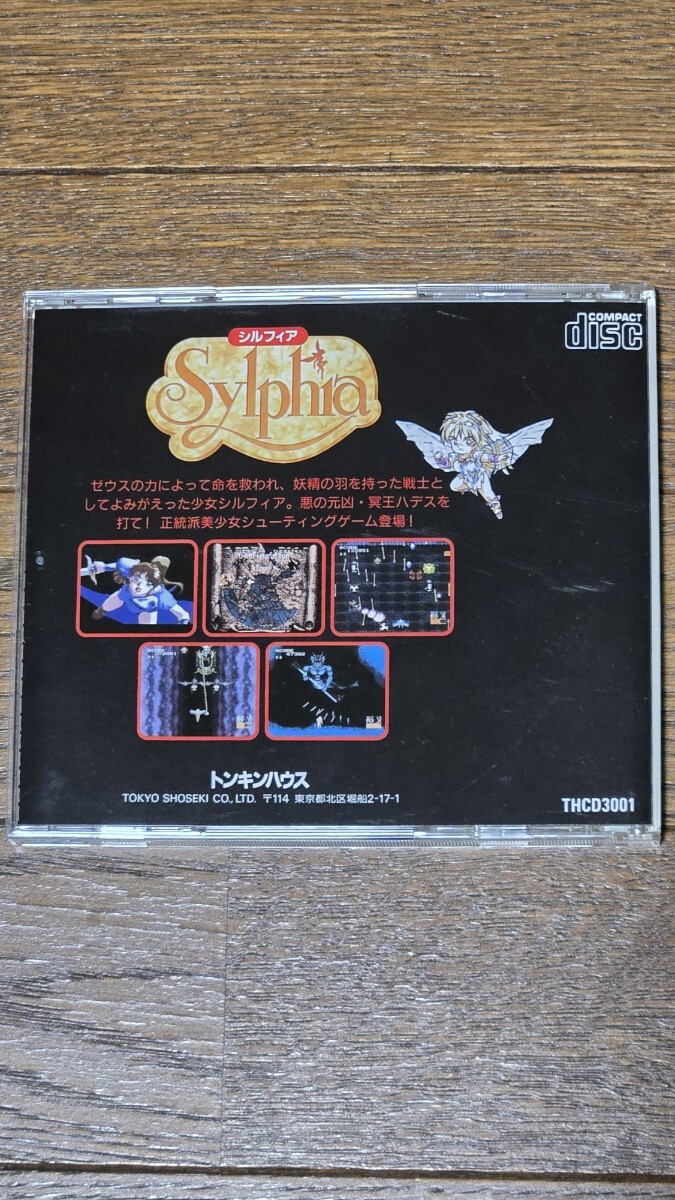 COMPACT
disc
シルフィア
Sylphia
ゼウスの力によって命を救われ、妖精の羽を持った戦士と
してよみがえった少女シルフィア。悪の元凶・冥王ハデスを
打て! 正統派美少女シューティングゲーム登場!
SCORE
SCORE
SCORE
47392
トンキンハウス
TOKYO SHOSEKI CO., LTD. 〒114 東京都北区堀船2-17-1
THCD3001